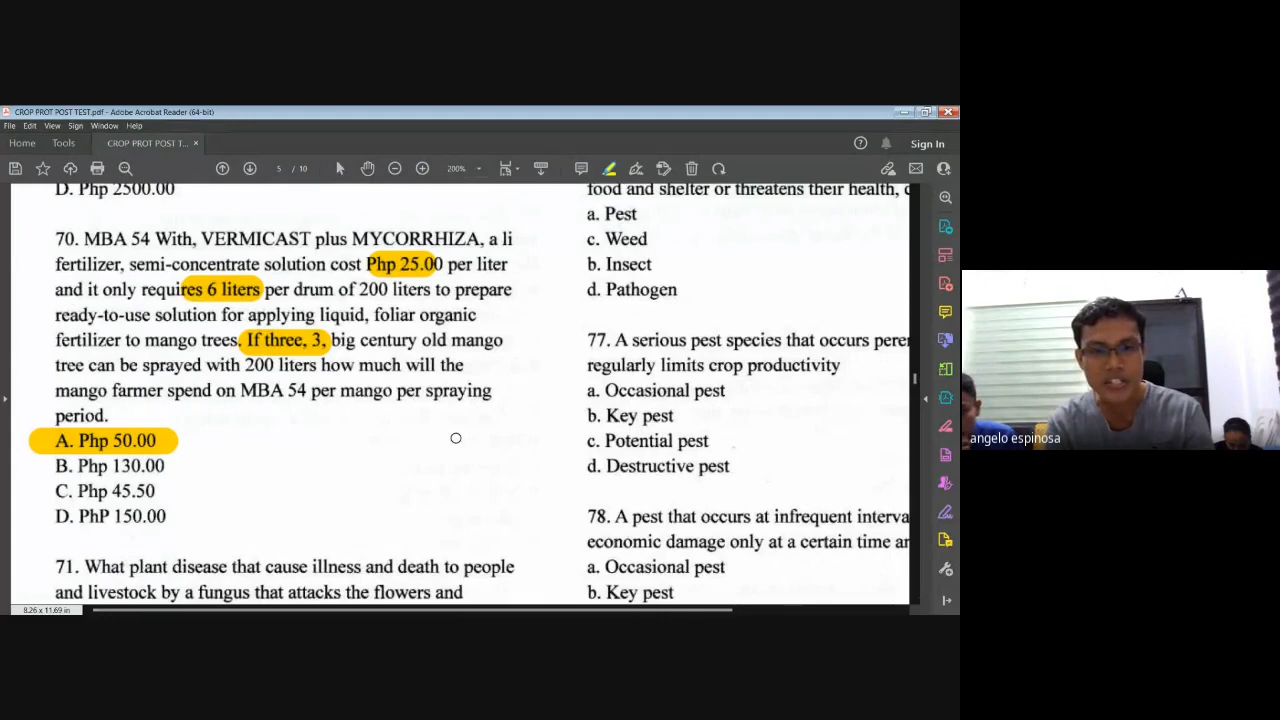 CROP PROT POST TEST.pdf - Adobe Acrobat Reader (64-bit)
File Edit View Sign Window Help
Home Tools CROP PROT POST T... × Sign In
5 / 10 200%
D. Php 2500.00
70. MBA 54 With, VERMICAST plus MYCORRHIZA, a li
fertilizer, semi-concentrate solution cost Php 25.00 per liter
and it only requires 6 liters per drum of 200 liters to prepare
ready-to-use solution for applying liquid, foliar organic
fertilizer to mango trees. If three, 3, big century old mango
tree can be sprayed with 200 liters how much will the
mango farmer spend on MBA 54 per mango per spraying
period.
A. Php 50.00
B. Php 130.00
C. Php 45.50
D. PhP 150.00
71. What plant disease that cause illness and death to people
and livestock by a fungus that attacks the flowers and
food and shelter or threatens their health, c
a. Pest
c. Weed
b. Insect
d. Pathogen
77. A serious pest species that occurs peren
regularly limits crop productivity
a. Occasional pest
b. Key pest
c. Potential pest
d. Destructive pest
78. A pest that occurs at infrequent interva
economic damage only at a certain time an
a. Occasional pest
b. Key pest
8.26 x 11.69 in
angelo espinosa